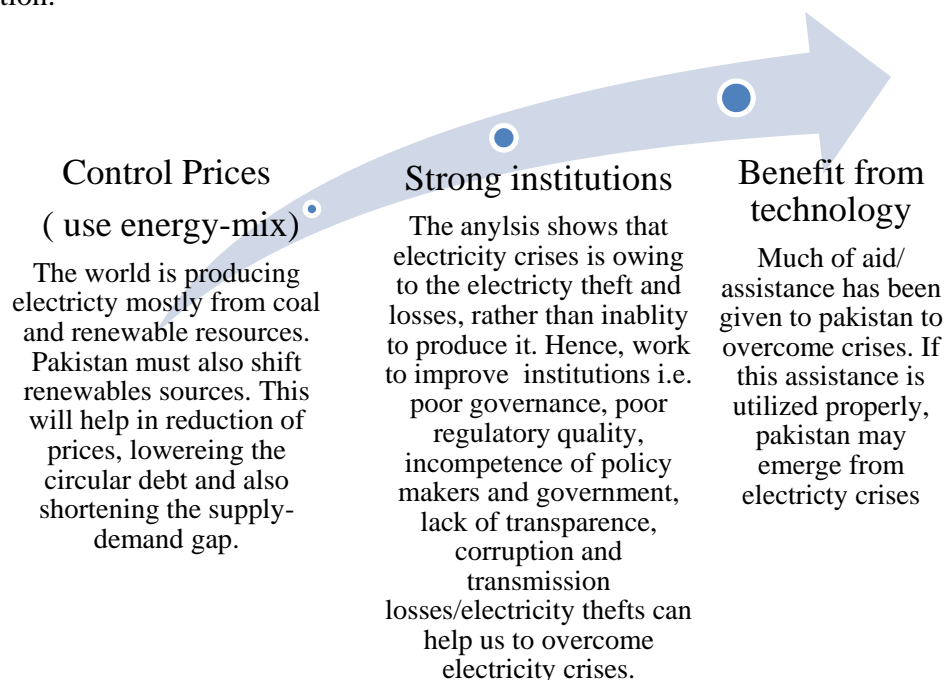 tion.
Control Prices
( use energy-mix)
The world is producing
electricty mostly from coal
and renewable resources.
Pakistan must also shift
renewables sources. This
will help in reduction of
prices, lowereing the
circular debt and also
shortening the supply-
demand gap.
Strong institutions
The anylsis shows that
electricity crises is owing
to the electricty theft and
losses, rather than inablity
to produce it. Hence, work
to improve  institutions i.e.
poor governance, poor
regulatory quality,
incompetence of policy
makers and government,
lack of transparence,
corruption and
transmission
losses/electricity thefts can
help us to overcome
electricity crises.
Benefit from
technology
Much of aid/
assistance has been
given to pakistan to
overcome crises. If
this assistance is
utilized properly,
pakistan may
emerge from
electricty crises